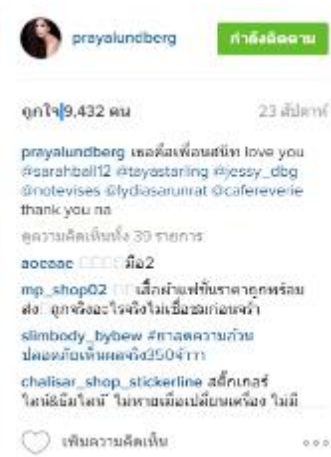 prayalundberg
กำลังติดตาม
ถูกใจ 9,432 คน
23 สัปดาห์
prayalundberg เธอคือเพื่อนสนิท love you
@sarahball12 @tayastarling @jessy_dbg
@notevises @lydiasarunrat @cafereverie
thank you na
ดูความคิดเห็นทั้ง 39 รายการ
aoeaae มือ2
mp_shop02 เสื้อผ้าแฟชั่นราคาถูกพร้อม
ส่ง ถูกจริงอะไรจริงไม่เชื่อชมก่อนจร้า
slimbody_bybew #กาลดความอ้วน
ปลอดภัยเห็นผลจริง350จ้าาา
chalisar_shop_stickerline สติ๊กเกอร์
ไลน์&ธีมไลน์ ไม่หายเมื่อเปลี่ยนเครื่อง ไม่มี
เพิ่มความคิดเห็น